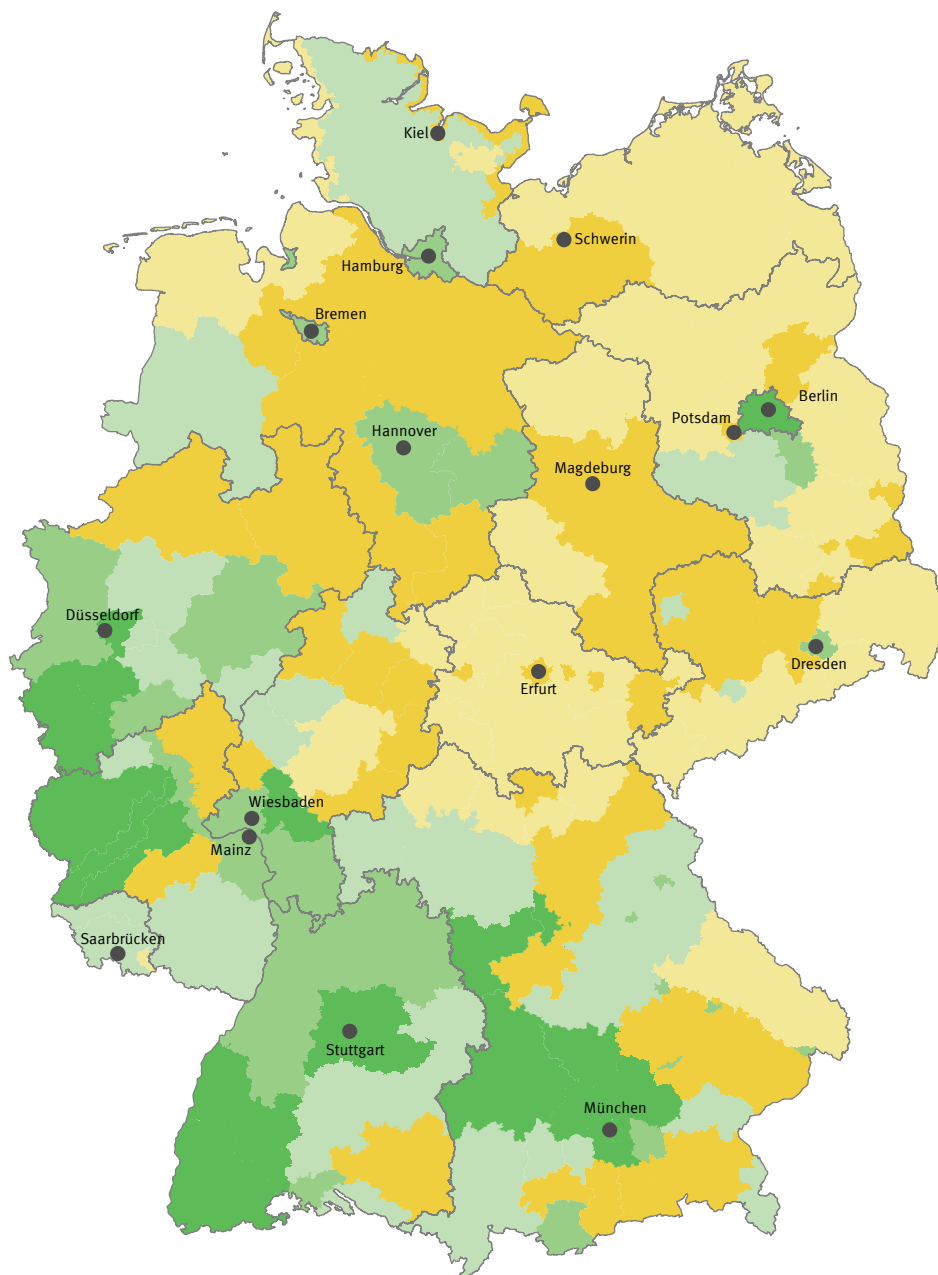 Kiel
Schwerin
Hamburg
Bremen
Berlin
Potsdam
Hannover
Magdeburg
Düsseldorf
Dresden
Erfurt
Wiesbaden
Mainz
Saarbrücken
Stuttgart
München